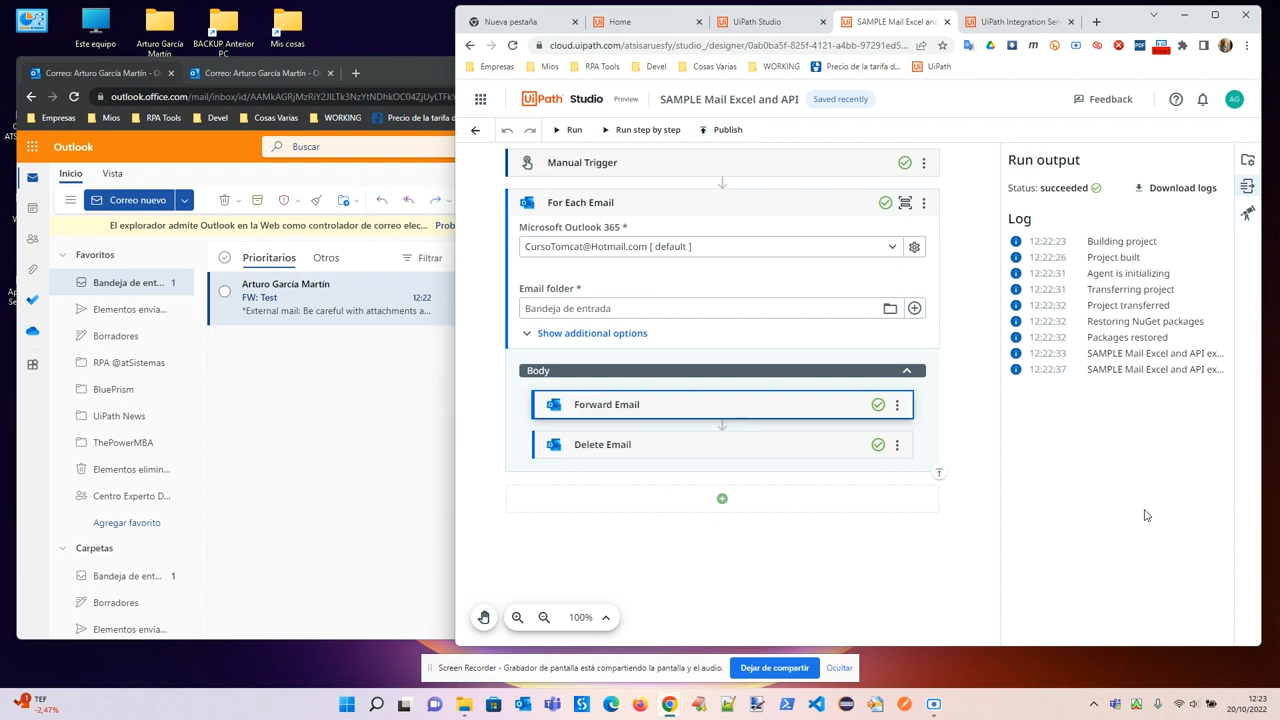 Este equipo
Arturo García
Martín
BACKUP Anterior
PC
Mis cosas
Correo: Arturo García Martín - O
Correo: Arturo García Martín - O
outlook.office.com/mail/inbox/id/
Empresas
Mios
RPA Tools
Devel
Cosas Varias
WORKING
Precio de la tarifa d
Outlook
Buscar
Inicio
Vista
Correo nuevo
El explorador admite Outlook en la Web como controlador de correo elec...
Prob
Favoritos
Bandeja de ent... 1
Elementos envia...
Borradores
RPA @atSistemas
BluePrism
UiPath News
ThePowerMBA
Elementos elimin...
Centro Experto D...
Agregar favorito
Carpetas
Bandeja de ent... 1
Borradores
Elementos envia...
Prioritarios
Otros
Filtrar
Arturo García Martín
FW: Test
12:22
*External mail: Be careful with attachments a...
Nueva pestaña
Home
UiPath Studio
SAMPLE Mail Excel and
UiPath Integration Serv
cloud.uipath.com/atsisaruesfy/studio_/designer/0ab0ba5f-825f-4121-a4bb-97291ed5...
Empresas
Mios
RPA Tools
Devel
Cosas Varias
WORKING
Precio de la tarifa d...
UiPath
UiPath Studio
Preview
SAMPLE Mail Excel and API
Saved recently
Feedback
AG
Run
Run step by step
Publish
Manual Trigger
For Each Email
Microsoft Outlook 365 *
CursoTomcat@Hotmail.com [ default ]
Email folder *
Bandeja de entrada
Show additional options
Body
Forward Email
Delete Email
100%
Run output
Status: succeeded
Download logs
Log
12:22:23 Building project
12:22:26 Project built
12:22:31 Agent is initializing
12:22:31 Transferring project
12:22:32 Project transferred
12:22:32 Restoring NuGet packages
12:22:32 Packages restored
12:22:33 SAMPLE Mail Excel and API ex...
12:22:37 SAMPLE Mail Excel and API ex...
Screen Recorder - Grabador de pantalla está compartiendo la pantalla y el audio.
Dejar de compartir
Ocultar
TEF
-2,47%
12:23
20/10/2022